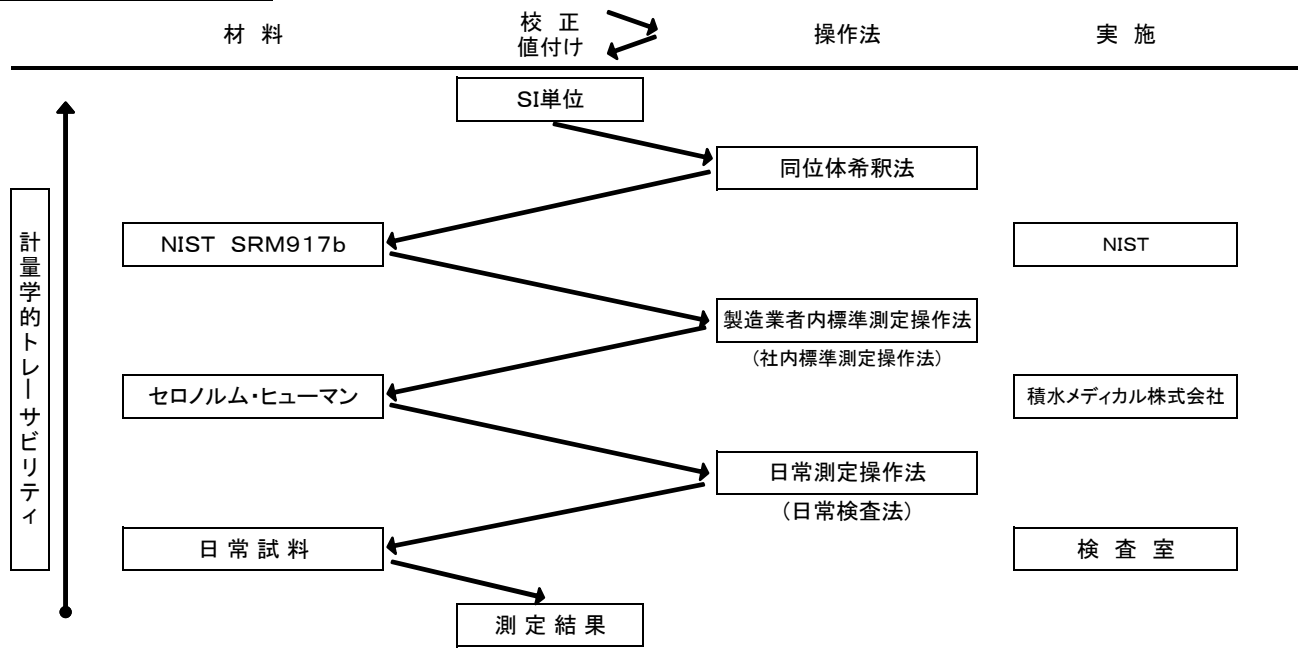 材 料
校 正
値付け
操作法
実 施
SI単位
同位体希釈法
NIST SRM917b
NIST
計量学的トレーサビリティ
製造業者内標準測定操作法
(社内標準測定操作法)
セロノルム・ヒューマン
積水メディカル株式会社
日常測定操作法
(日常検査法)
日 常 試 料
検 査 室
測 定 結 果